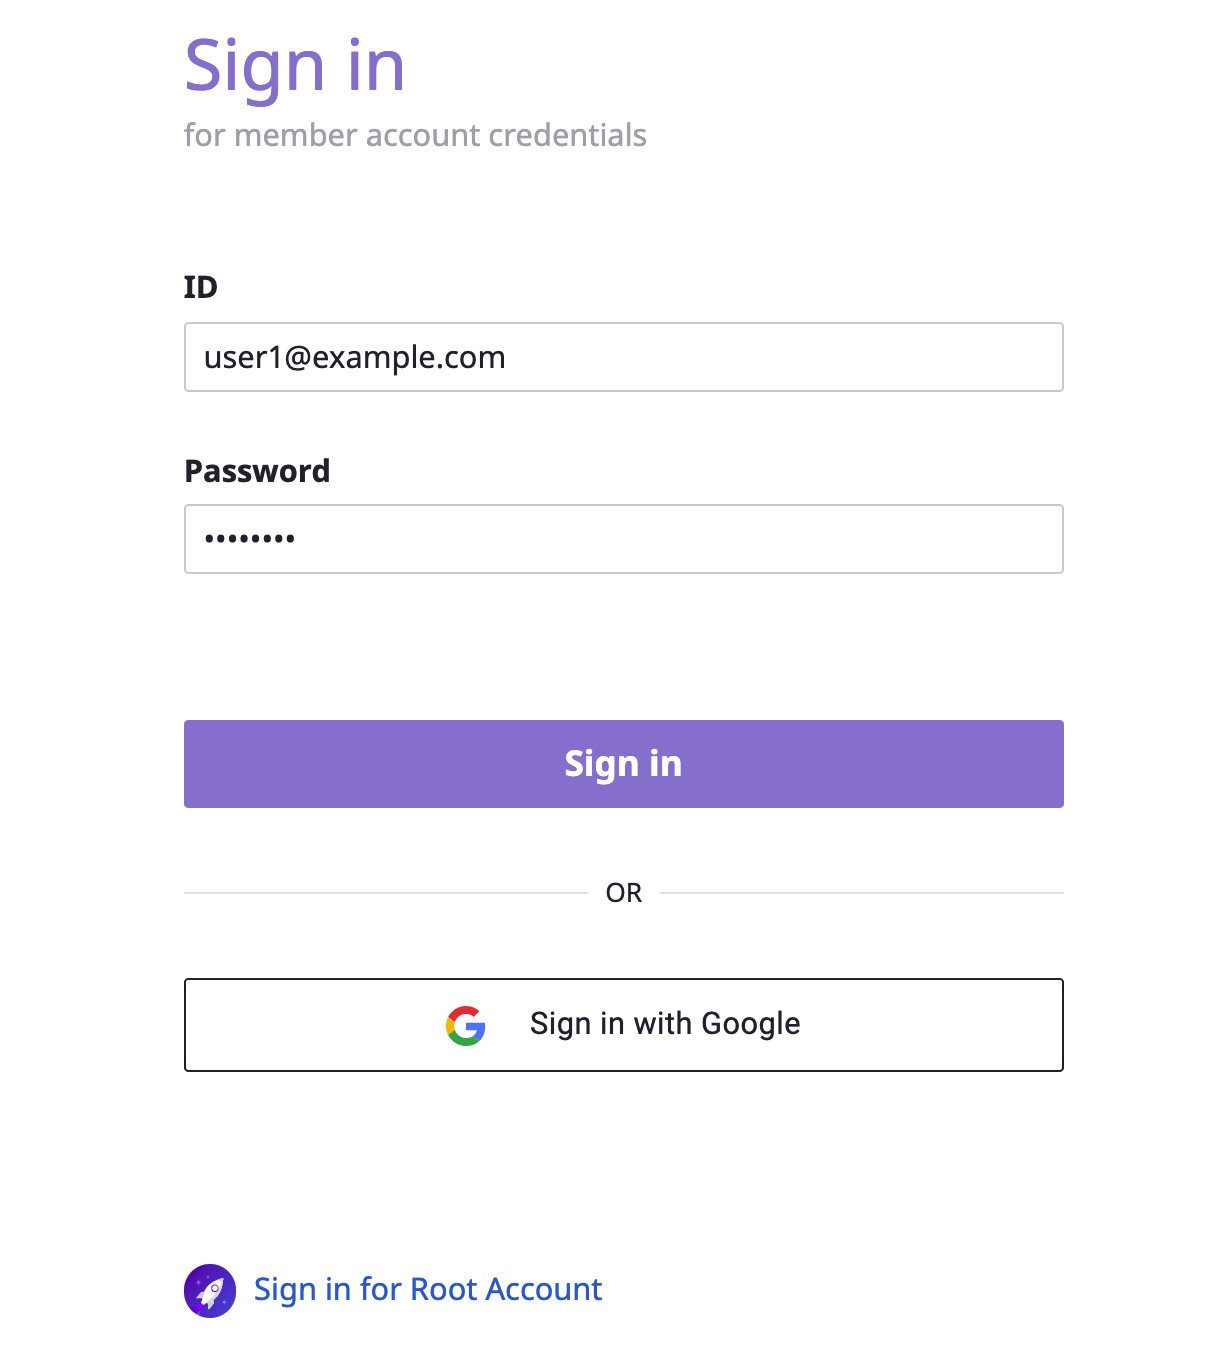 Sign in
for member account credentials
ID
user1@example.com
Password
••••••••
Sign in
OR
Sign in with Google
Sign in for Root Account